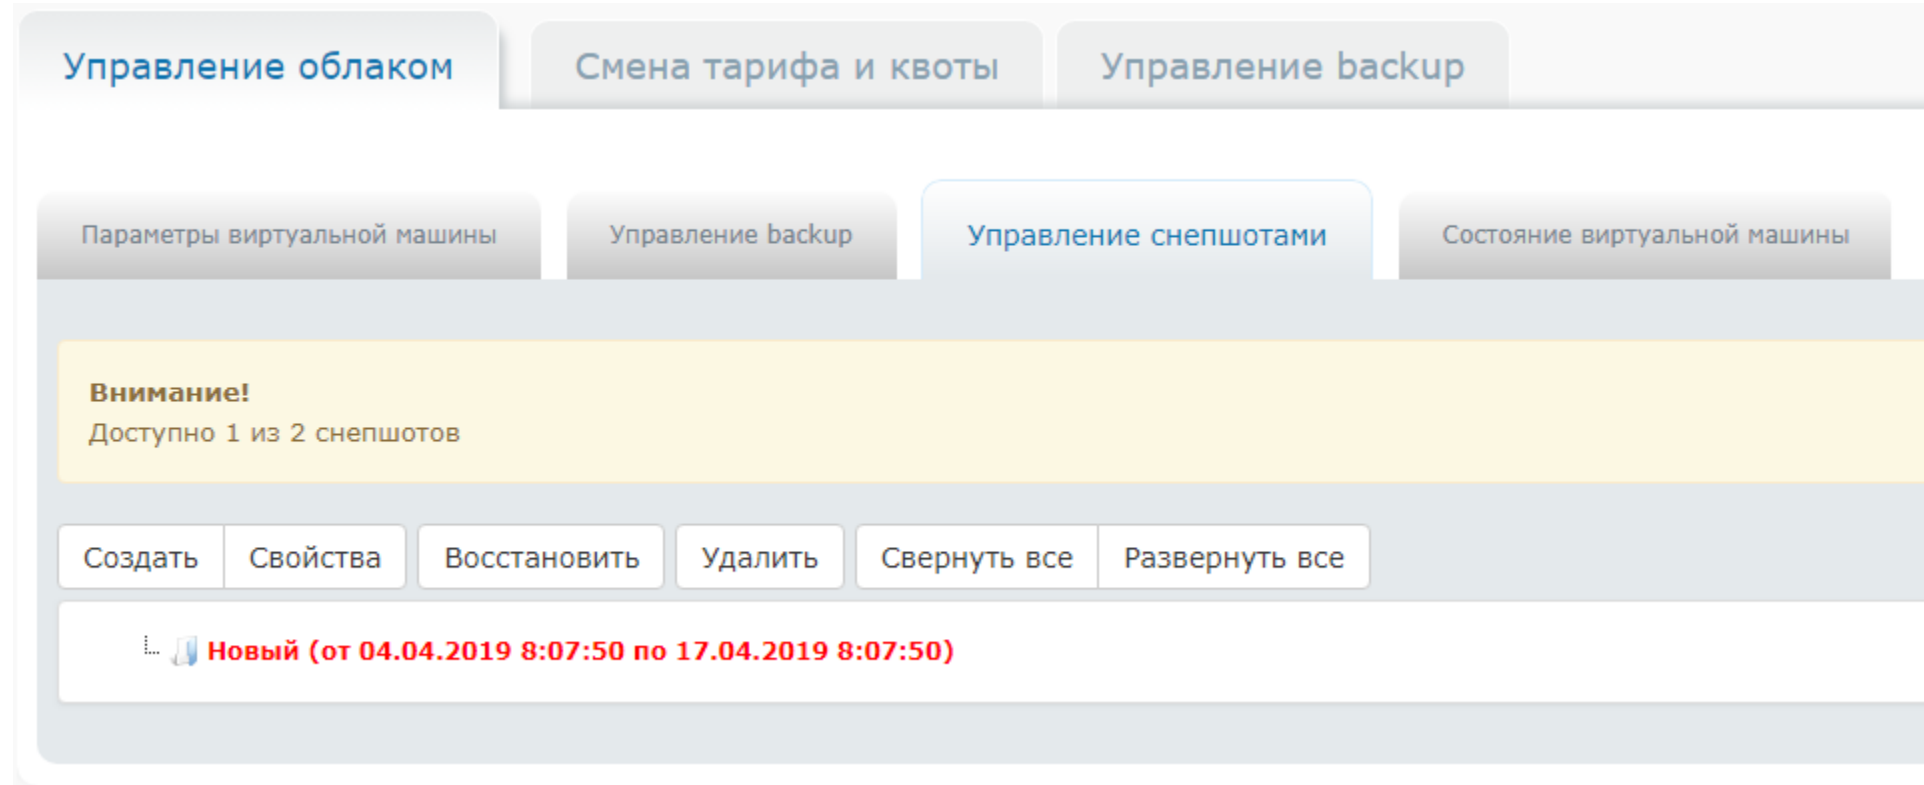 Управление облаком Смена тарифа и квоты Управление backup
Параметры виртуальной машины Управление backup Управление снепшотами Состояние виртуальной машины
Внимание!
Доступно 1 из 2 снепшотов
Создать Свойства Восстановить Удалить Свернуть все Развернуть все
Новый (от 04.04.2019 8:07:50 по 17.04.2019 8:07:50)